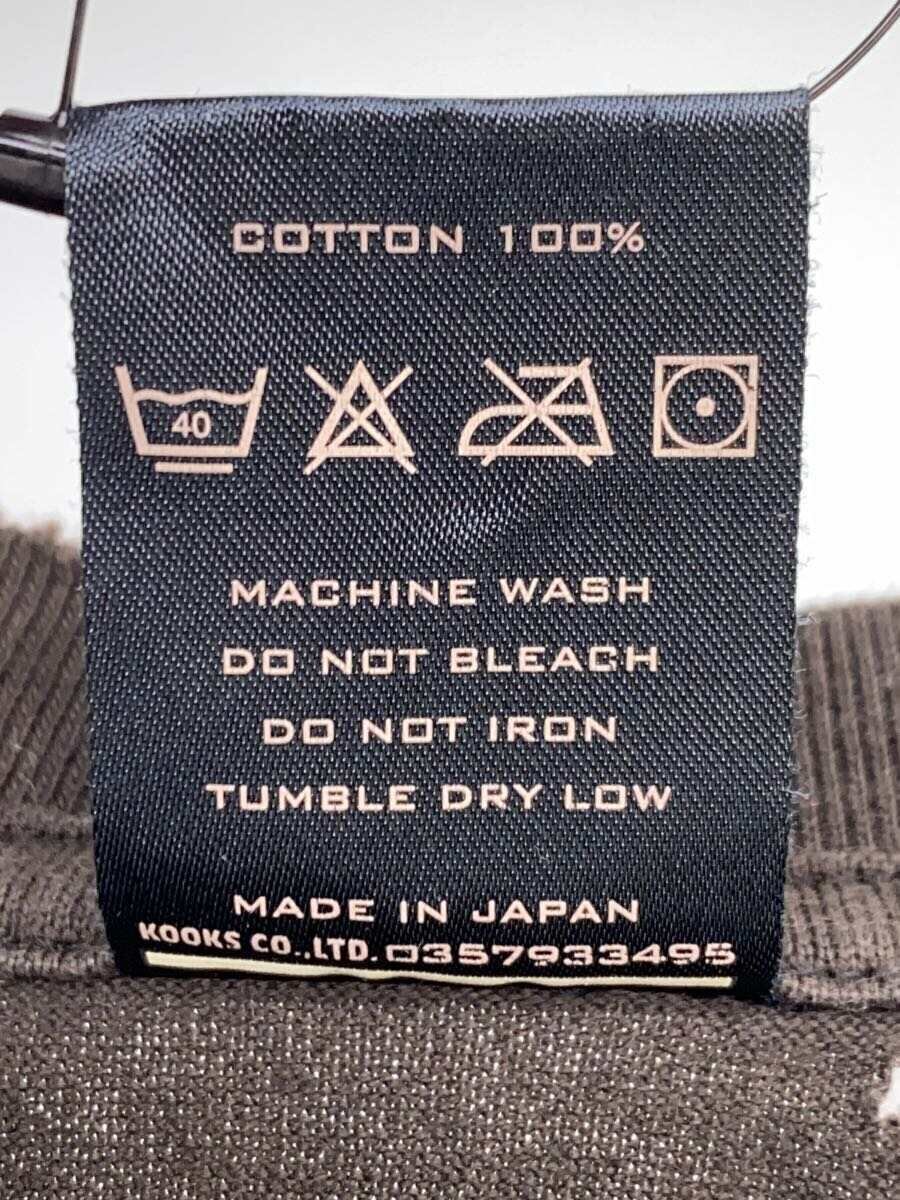 COTTON 100%
40
MACHINE WASH
DO NOT BLEACH
DO NOT IRON
TUMBLE DRY LOW
MADE IN JAPAN
KOOKS CO.,LTD. 0357933495